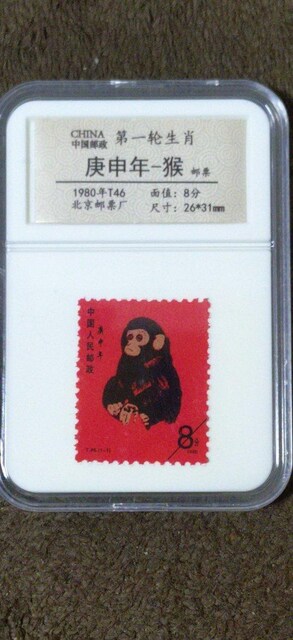 CHINA
中国邮政
第一轮生肖
庚申年-猴 邮票
1980年T46 面值：8分
北京邮票厂 尺寸：26*31mm
中国人民邮政
庚申年
8分